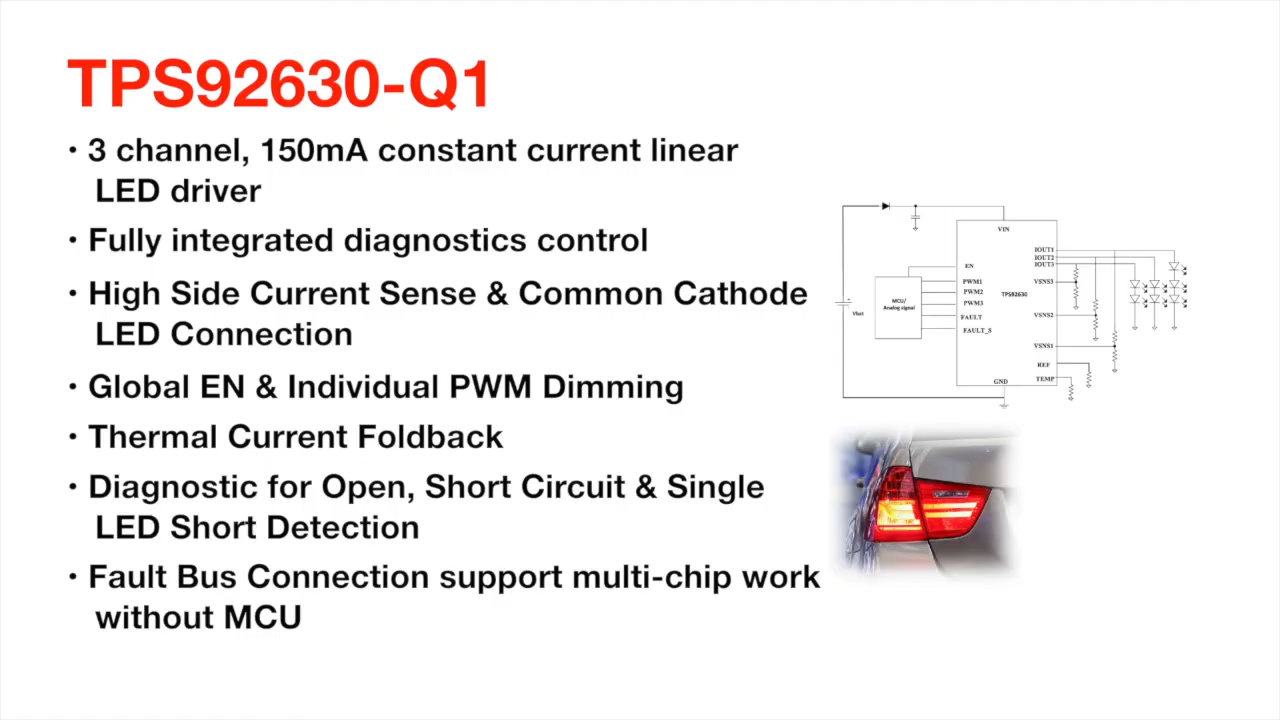 TPS92630-Q1
• 3 channel, 150mA constant current linear
LED driver
• Fully integrated diagnostics control
• High Side Current Sense & Common Cathode
LED Connection
• Global EN & Individual PWM Dimming
• Thermal Current Foldback
• Diagnostic for Open, Short Circuit & Single
LED Short Detection
• Fault Bus Connection support multi-chip work
without MCU
VIN
IOUT1
IOUT2
IOUT3
EN
PWM1
PWM2
PWM3
FAULT
FAULT_S
VSNS3
VSNS2
VSNS1
REF
TEMP
GND
TPS92630
MCU/
Analog signal
Vbat
+